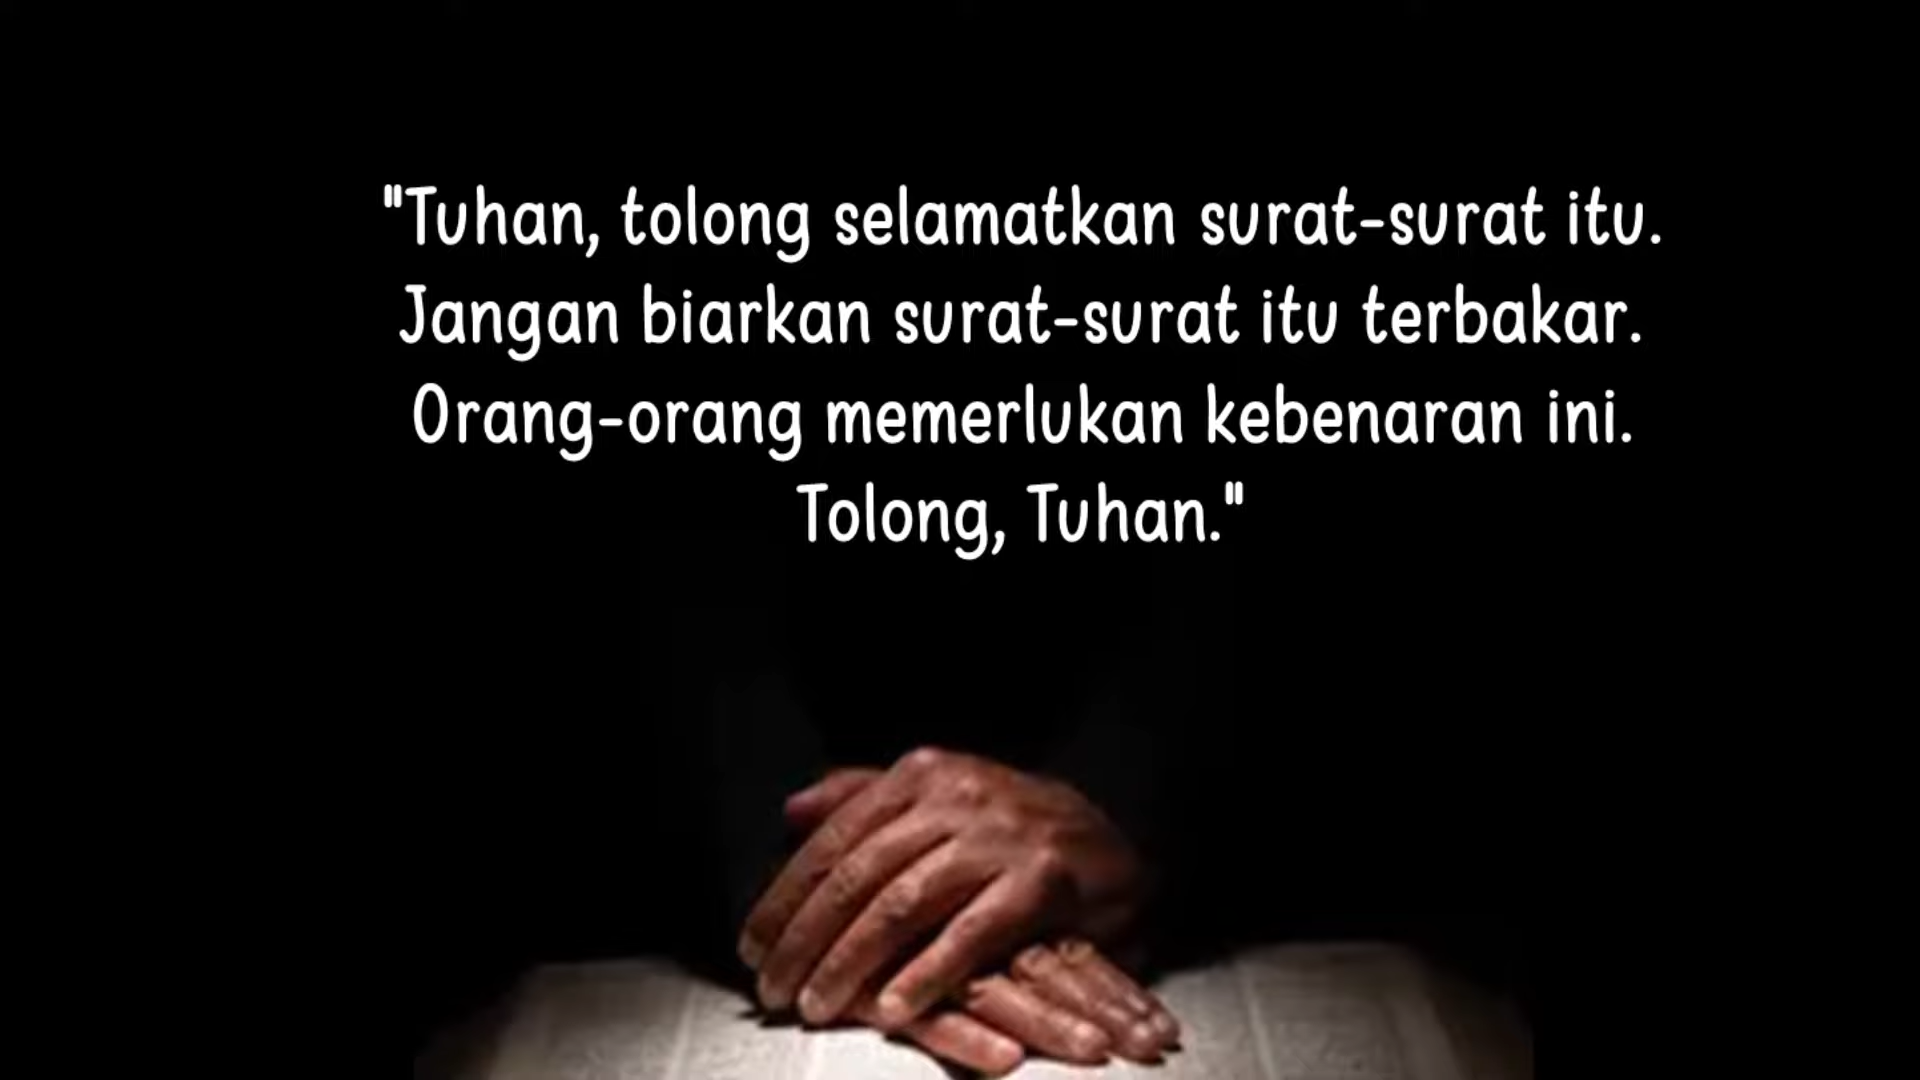 "Tuhan, tolong selamatkan surat-surat itu.
Jangan biarkan surat-surat itu terbakar.
Orang-orang memerlukan kebenaran ini.
Tolong, Tuhan."